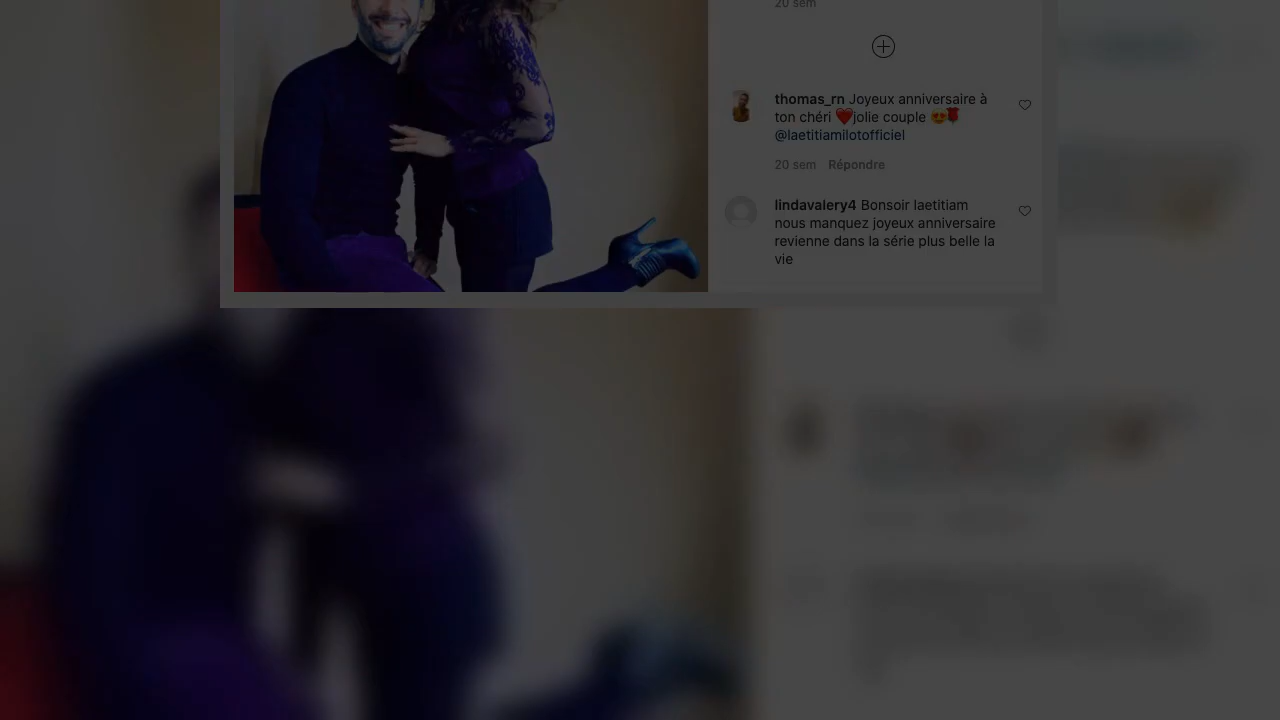 20 sem
thomas_rn Joyeux anniversaire à
ton chéri ❤️jolie couple 😍🌹
@laetitiamilotofficiel
20 sem Répondre
lindavalery4 Bonsoir laetitiam
nous manquez joyeux anniversaire
revienne dans la série plus belle la
vie